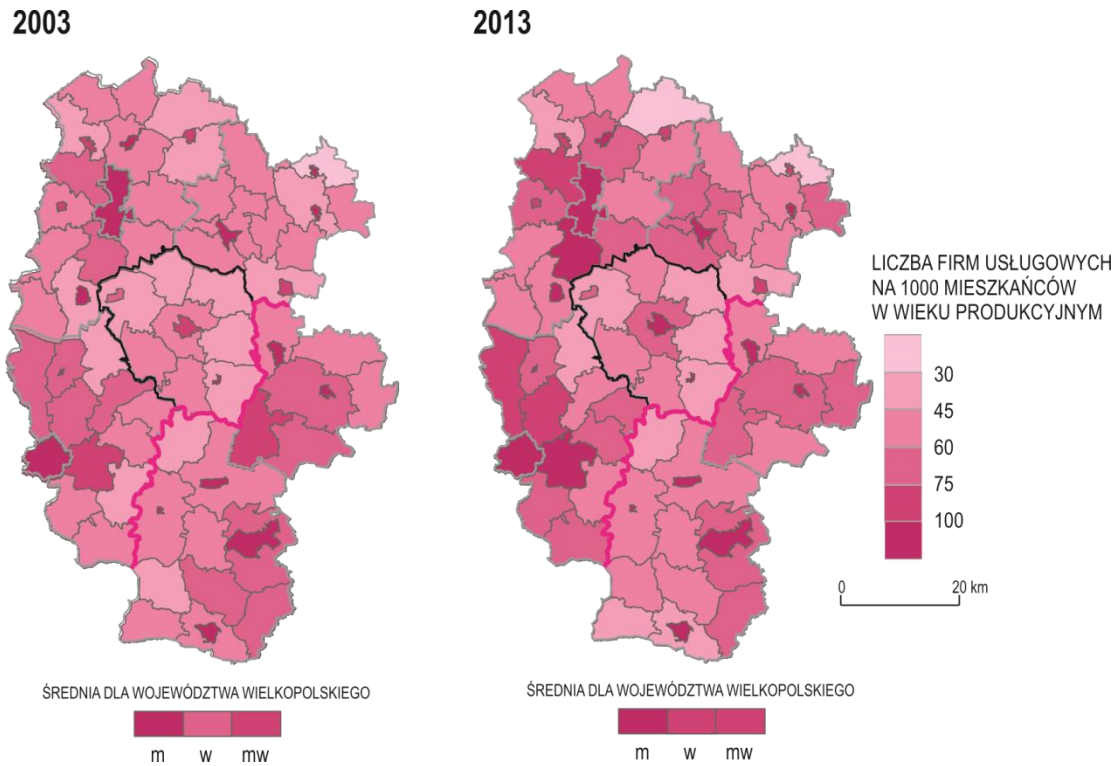 2003
2013
LICZBA FIRM USŁUGOWYCH
NA 1000 MIESZKAŃCÓW
W WIEKU PRODUKCYJNYM
30
45
60
75
100
0 20 km
ŚREDNIA DLA WOJEWÓDZTWA WIELKOPOLSKIEGO
m w mw
ŚREDNIA DLA WOJEWÓDZTWA WIELKOPOLSKIEGO
m w mw